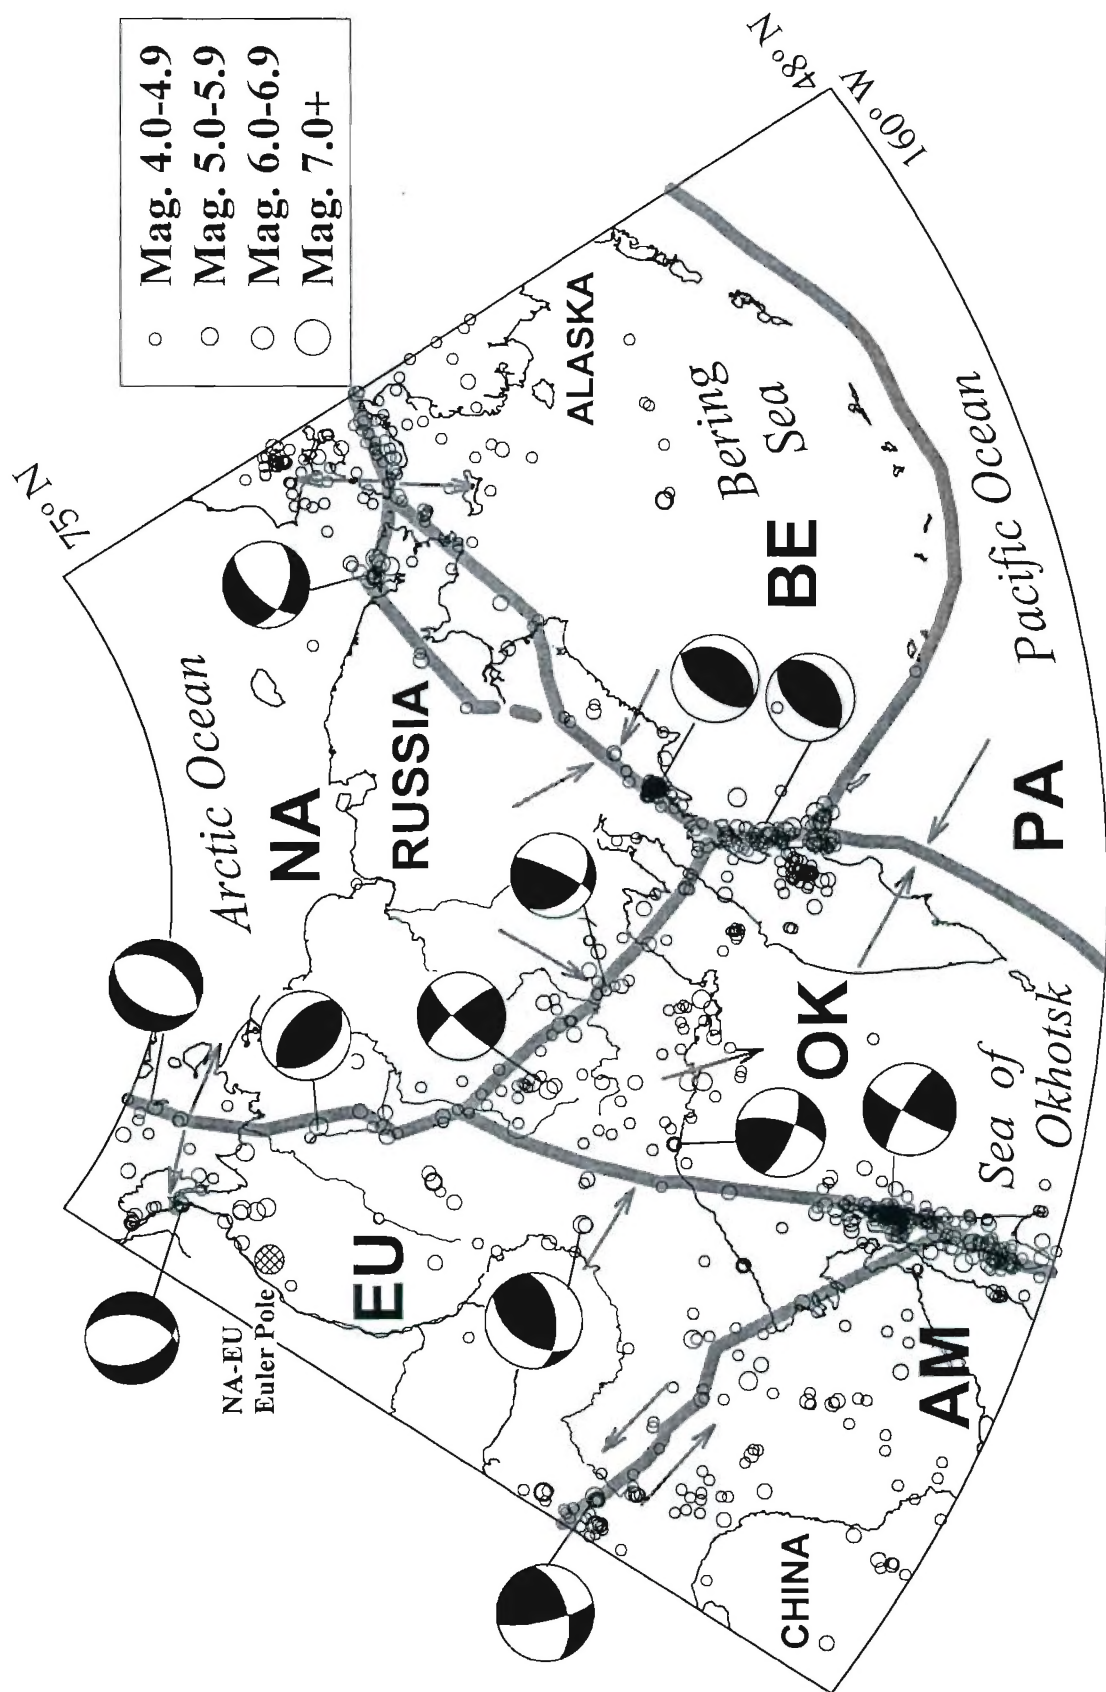 Mag. 4.0-4.9
Mag. 5.0-5.9
Mag. 6.0-6.9
Mag. 7.0+
75° N
48° N
160° W
Arctic Ocean
NA
RUSSIA
ALASKA
Bering
Sea
BE
Pacific Ocean
PA
NA-EU
Euler Pole
EU
OK
Sea of
Okhotsk
AM
CHINA